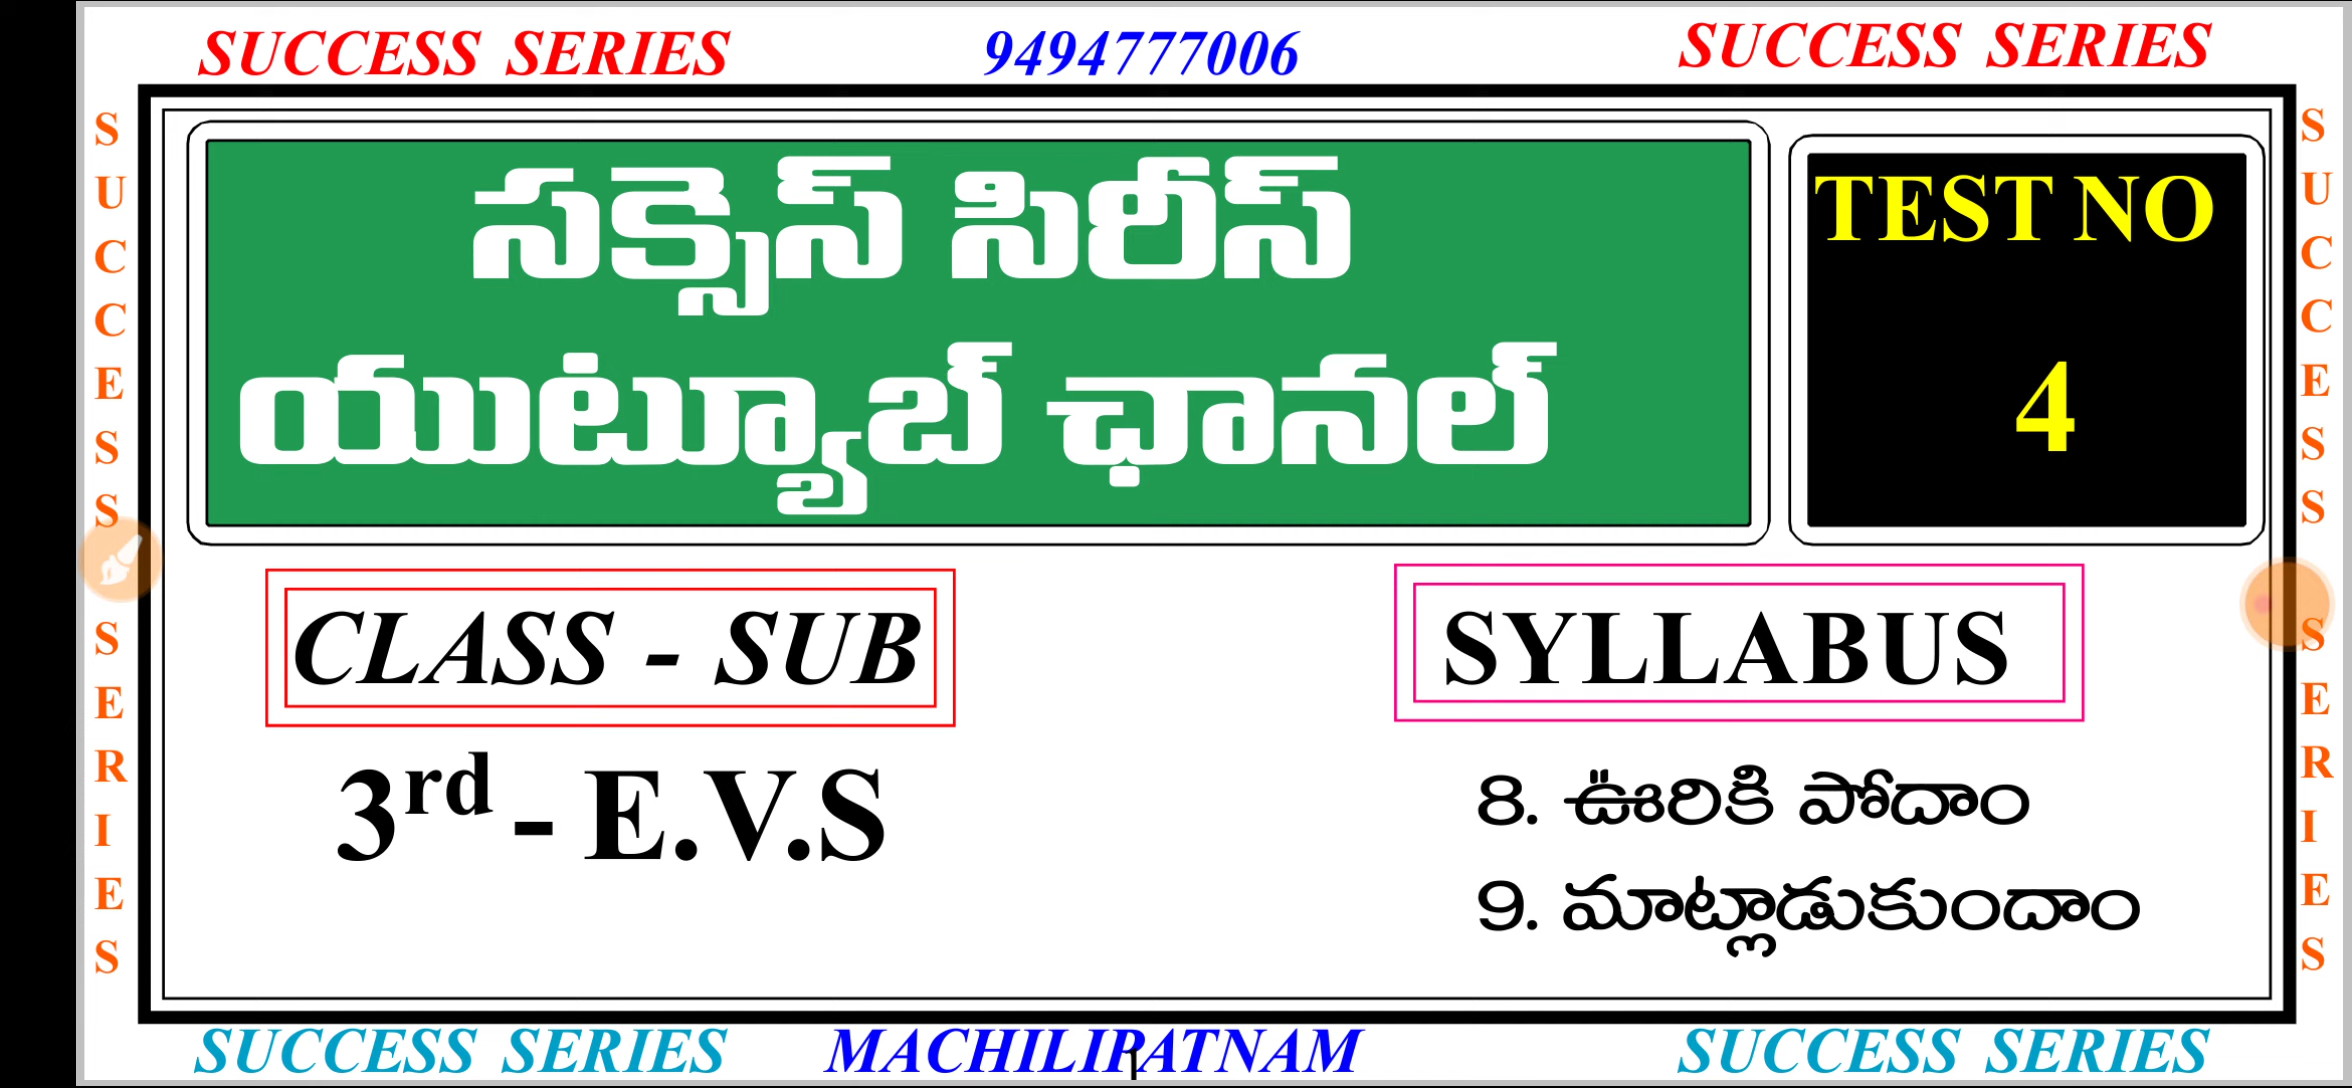 SUCCESS SERIES 9494777006 SUCCESS SERIES
SUCCESS SERIES
సక్సెస్ సిరీస్
యుట్యూబ్ ఛానల్
TEST NO
4
SUCCESS SERIES
CLASS - SUB
3rd - E.V.S
SYLLABUS
8. ఊరికి పోదాం
9. మాట్లాడుకుందాం
SUCCESS SERIES MACHILIPATNAM SUCCESS SERIES
1